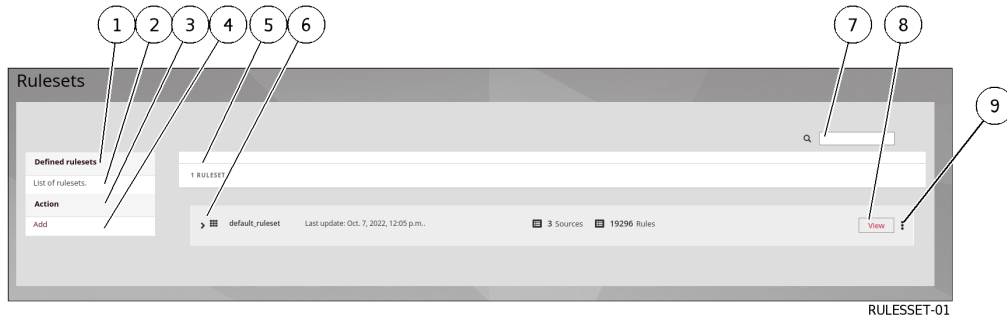 1 2 3 4 5 6 7 8
9
Rulesets
Defined rulesets
List of rulesets.
Action
Add
1 RULESET
default_ruleset Last update: Oct. 7, 2022, 12:05 p.m.. 3 Sources 19296 Rules View
RULESSET-01